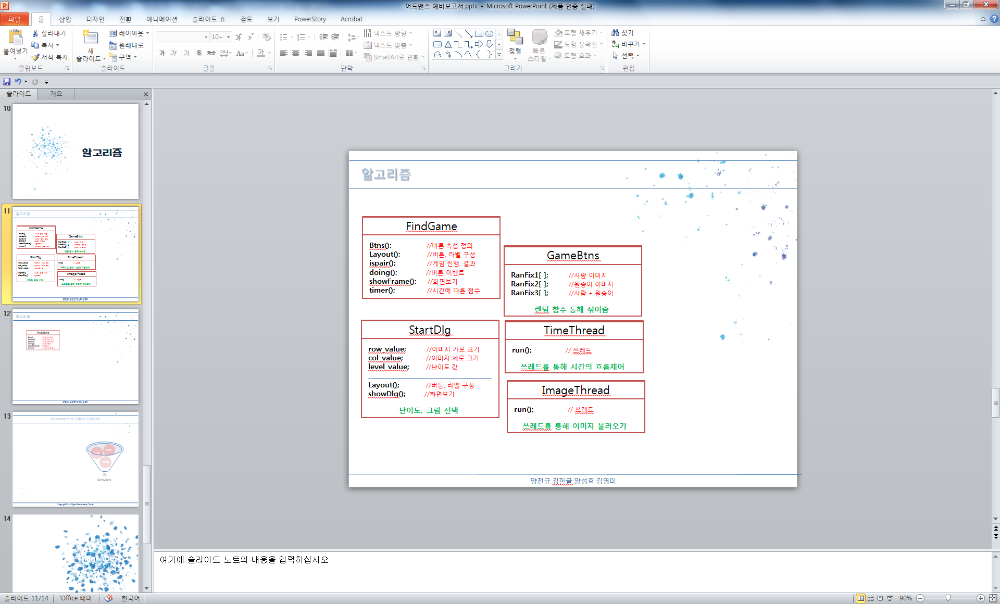 어드밴스 예비보고서.pptx - Microsoft PowerPoint (제품 인증 실패)
파일 홈 삽입 디자인 전환 애니메이션 슬라이드 쇼 검토 보기 PowerStory Acrobat
붙여넣기 잘라내기 복사 서식 복사 클립보드
새 슬라이드 레이아웃 원래대로 구역 슬라이드
10+ 가 가 가 S 가나 Aa 가 글꼴
텍스트 방향 텍스트 맞춤 SmartArt로 변환 단락
정렬 빠른 스타일 도형 채우기 도형 윤곽선 도형 효과 그리기
찾기 바꾸기 선택 편집
슬라이드 개요
10
알고리즘
11
12
13
SUMMARY & CONCLUSIONS
Conclusions
14
알고리즘
FindGame
Btns(); //버튼 속성 정의
Layout(); //버튼, 라벨 구성
ispair(); //게임 진행, 결과
doing(); //버튼 이벤트
showFrame(); //화면보기
timer(); //시간에 따른 점수
GameBtns
RanFix1[ ]; //사람 이미지
RanFix2[ ]; //원숭이 이미지
RanFix3[ ]; //사람 + 원숭이
렌덤 함수 통해 섞어줌
StartDlg
row_value; //이미지 가로 크기
col_value; //이미지 세로 크기
level_value; //난이도 값
Layout(); //버튼, 라벨 구성
showDlg(); //화면보기
난이도, 그림 선택
TimeThread
run(); // 쓰레드
쓰레드를 통해 시간의 흐름제어
ImageThread
run(); // 쓰레드
쓰레드를 통해 이미지 불러오기
양천규 김한글 양성효 김영미
여기에 슬라이드 노트의 내용을 입력하십시오
슬라이드 11/14 "Office 테마" 한국어 90%